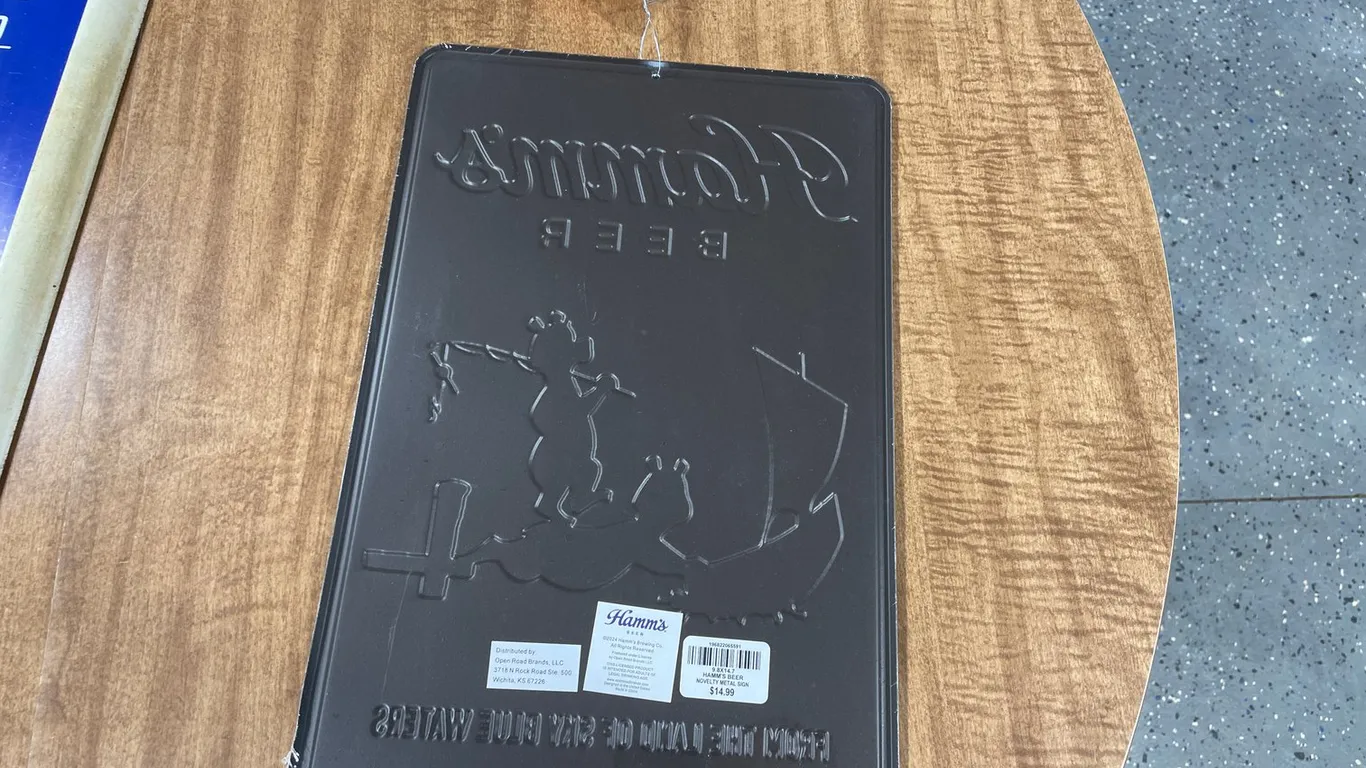 Hamm's
BEER
Distributed by:
Open Road Brands, LLC
3718 N Rock Road Ste. 500
Wichita, KS 67226
Hamm's
BEER
©2024 Hamm's Brewing Co.
All Rights Reserved
196822055581
9.8X14.7
HAMM'S BEER
NOVELTY METAL SIGN
$14.99
FROM THE LAND OF SKY BLUE WATERS